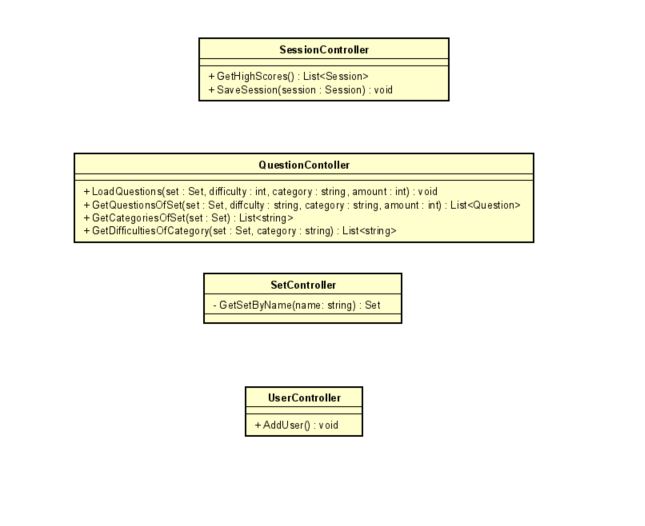 SessionController
+ GetHighScores() : List<Session>
+ SaveSession(session : Session) : void
QuestionContoller
+ LoadQuestions(set : Set, difficulty : int, category : string, amount : int) : void
+ GetQuestionsOfSet(set : Set, diffculty : string, category : string, amount : int) : List<Question>
+ GetCategoriesOfSet(set : Set) : List<string>
+ GetDifficultiesOfCategory(set : Set, category : string) : List<string>
SetController
- GetSetByName(name: string) : Set
UserController
+ AddUser() : void